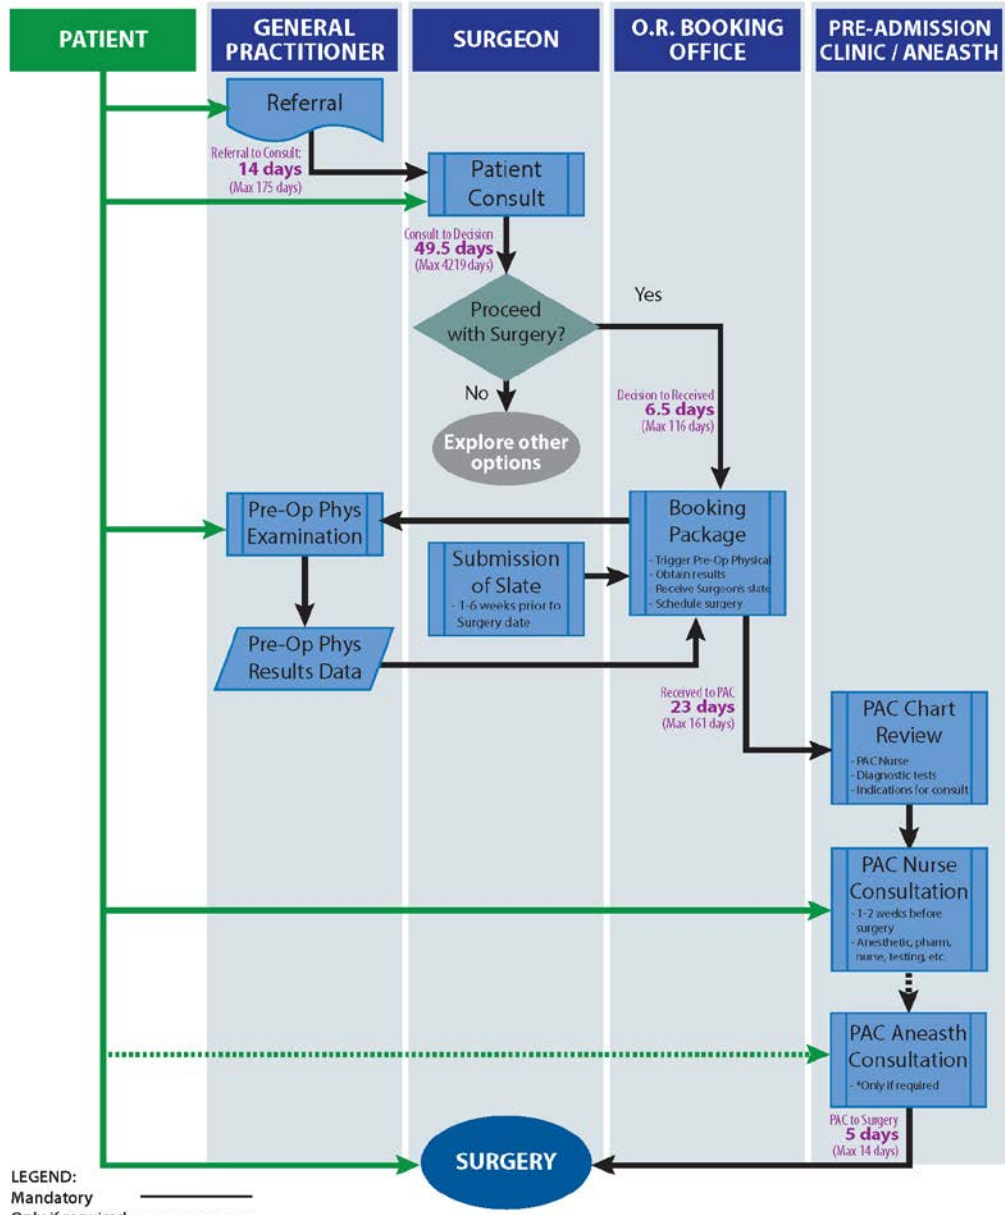 PATIENT
GENERAL
PRACTITIONER
SURGEON
O.R. BOOKING
OFFICE
PRE-ADMISSION
CLINIC / ANEASTH
Referral
Referral to Consult:
14 days
(Max 175 days)
Patient
Consult
Consult to Decision
49.5 days
(Max 4219 days)
Proceed
with Surgery?
Yes
No
Explore other
options
Decision to Received
6.5 days
(Max 116 days)
Pre-Op Phys
Examination
Submission
of Slate
- 1-6 weeks prior to
Surgery date
Booking
Package
- Trigger Pre-Op Physical
- Obtain results
- Receive Surgeon's slate
- Schedule surgery
Pre-Op Phys
Results Data
Received to PAC
23 days
(Max 161 days)
PAC Chart
Review
- PAC Nurse
- Diagnostic tests
- Indications for consult
PAC Nurse
Consultation
- 1-2 weeks before
surgery
- Anesthetic, pharm,
nurse, testing, etc.
PAC Aneasth
Consultation
- *Only if required
PAC to Surgery
5 days
(Max 14 days)
SURGERY
LEGEND:
Mandatory
Only if required